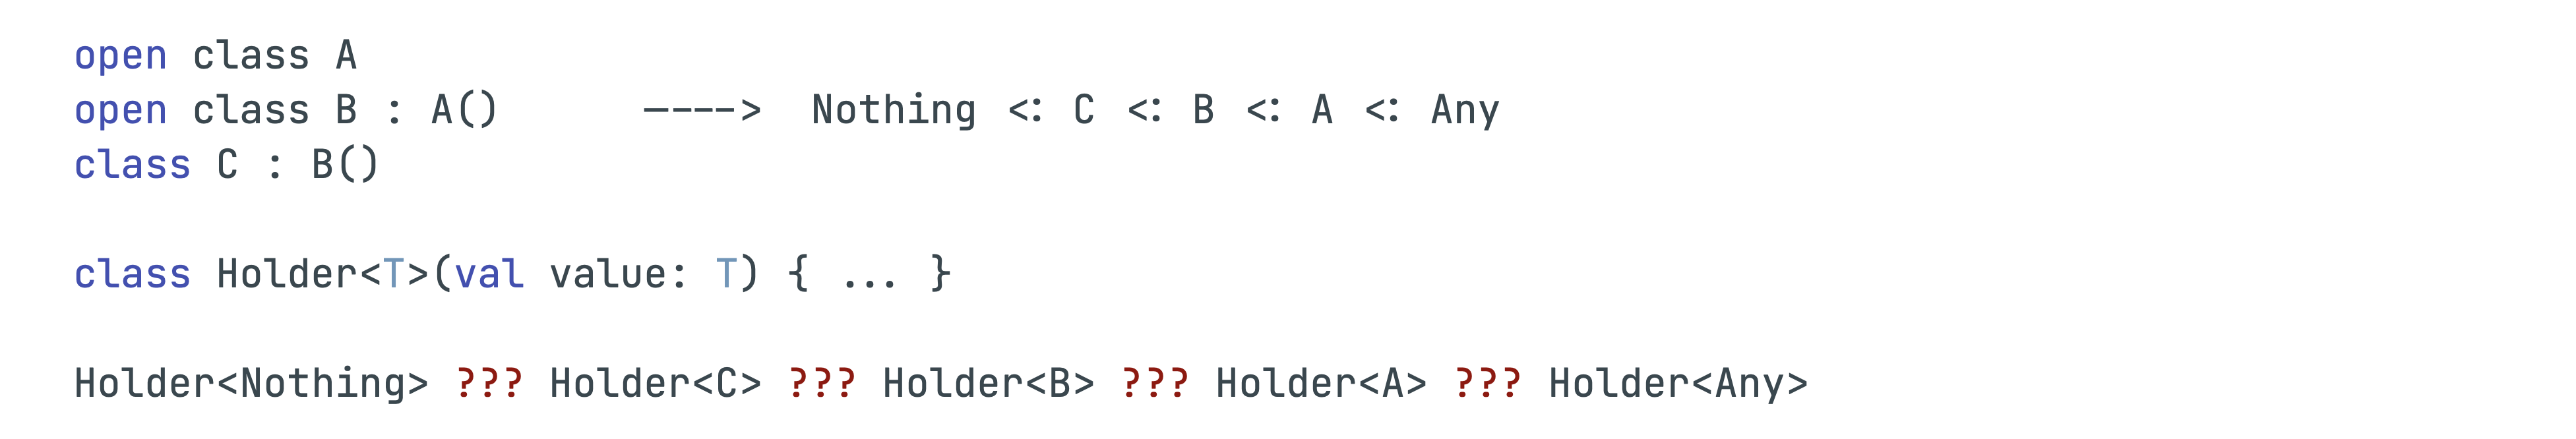 open class A
open class B : A()      ----> Nothing <: C <: B <: A <: Any
class C : B()
class Holder<T>(val value: T) { ... }
Holder<Nothing> ??? Holder<C> ??? Holder<B> ??? Holder<A> ??? Holder<Any>